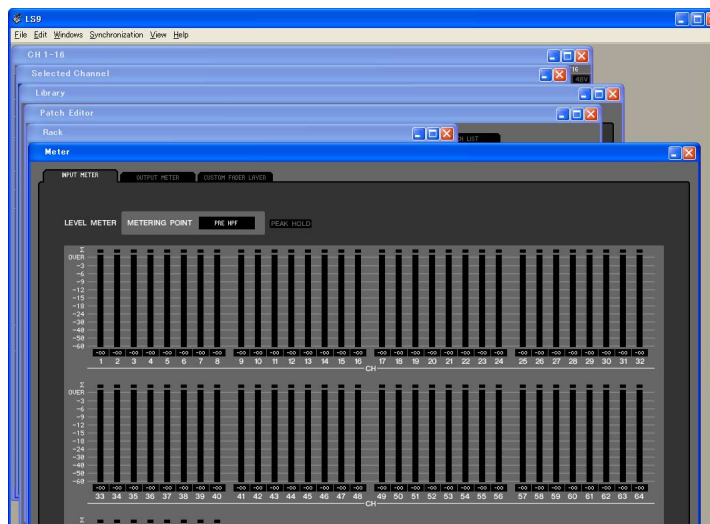 LS9
File Edit Windows Synchronization View Help
CH 1-16
Selected Channel
16
48V
Library
Patch Editor
Rack
CH LIST
Meter
INPUT METER OUTPUT METER CUSTOM FADER LAYER
LEVEL METER METERING POINT PRE HPF PEAK HOLD
Σ
OVER
-3
-6
-9
-12
-15
-18
-24
-30
-40
-50
-60
-∞ -∞ -∞ -∞ -∞ -∞ -∞ -∞ -∞ -∞ -∞ -∞ -∞ -∞ -∞ -∞ -∞ -∞ -∞ -∞ -∞ -∞ -∞ -∞ -∞ -∞ -∞ -∞ -∞ -∞ -∞ -∞
1 2 3 4 5 6 7 8 9 10 11 12 13 14 15 16 17 18 19 20 21 22 23 24 25 26 27 28 29 30 31 32
CH
Σ
OVER
-3
-6
-9
-12
-15
-18
-24
-30
-40
-50
-60
-∞ -∞ -∞ -∞ -∞ -∞ -∞ -∞ -∞ -∞ -∞ -∞ -∞ -∞ -∞ -∞ -∞ -∞ -∞ -∞ -∞ -∞ -∞ -∞ -∞ -∞ -∞ -∞ -∞ -∞ -∞ -∞
33 34 35 36 37 38 39 40 41 42 43 44 45 46 47 48 49 50 51 52 53 54 55 56 57 58 59 60 61 62 63 64
CH
Σ